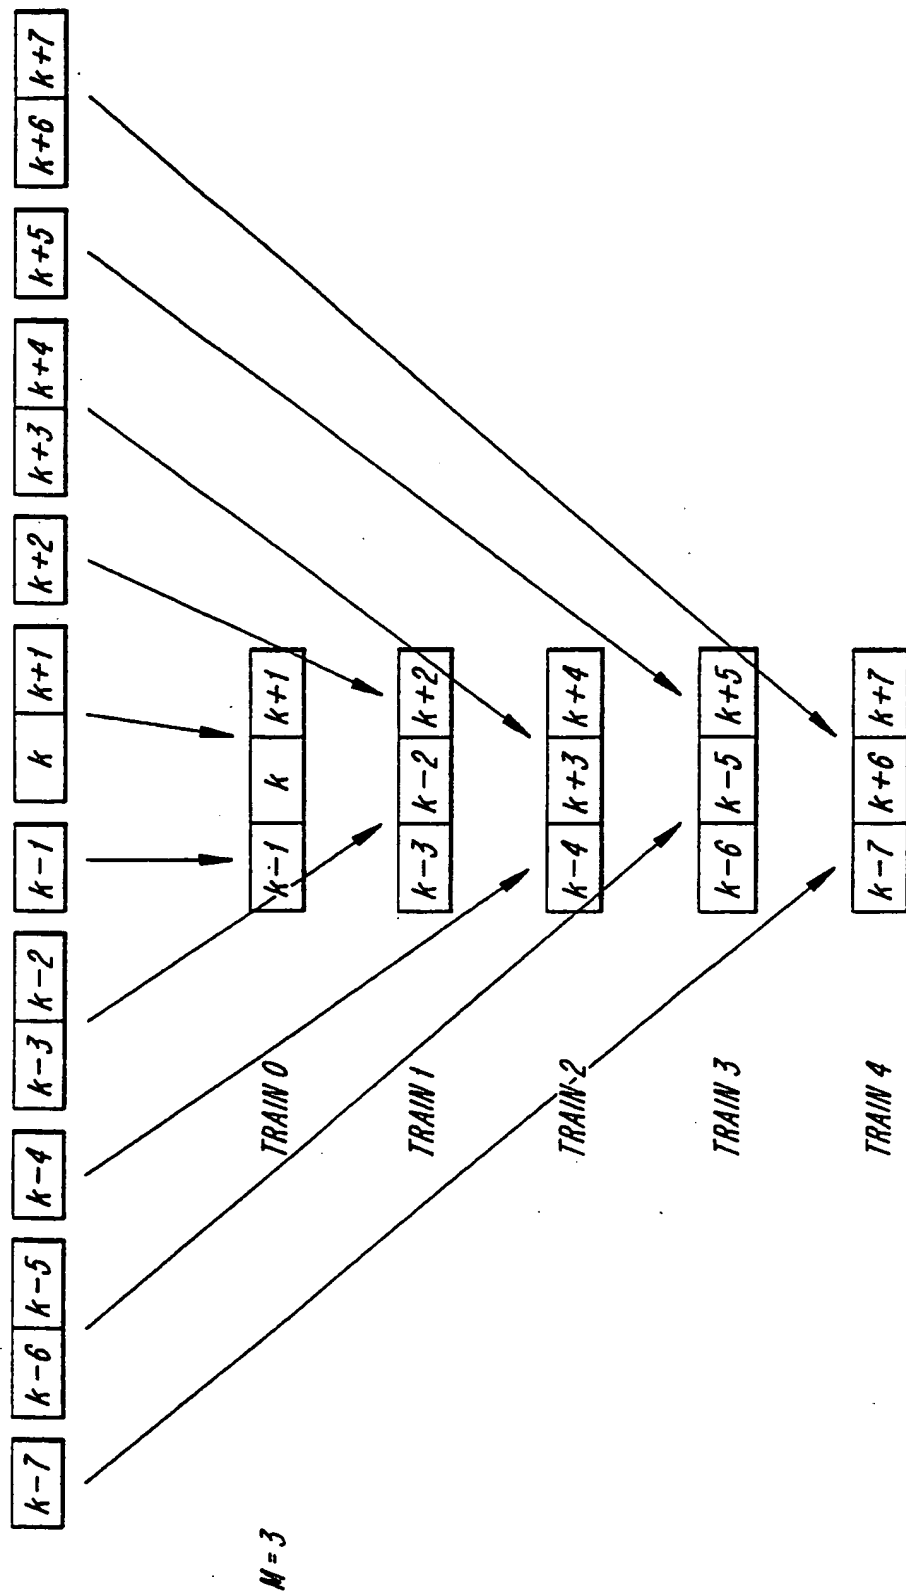 k-7 k-6 k-5 k-4 k-3 k-2 k-1 k k+1 k+2 k+3 k+4 k+5 k+6 k+7
M=3
TRAIN 0 k-1 k k+1
TRAIN 1 k-3 k-2 k+2
TRAIN 2 k-4 k+3 k+4
TRAIN 3 k-6 k-5 k+5
TRAIN 4 k-7 k+6 k+7